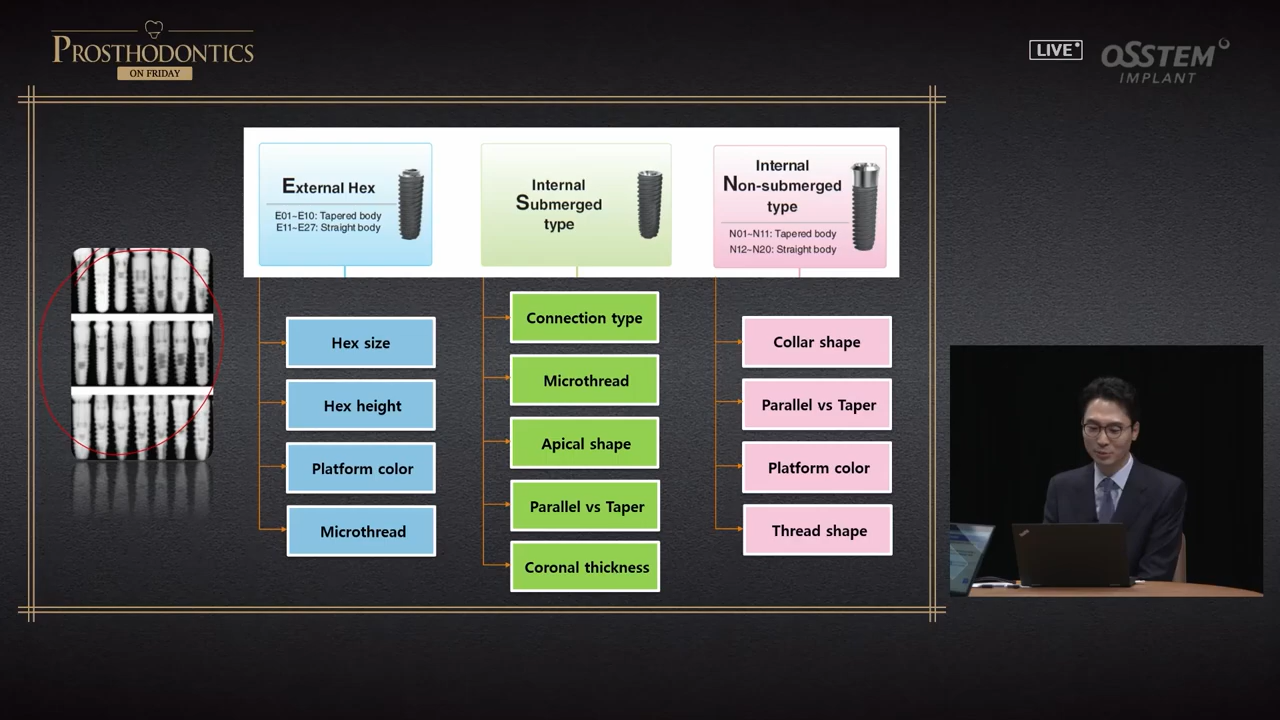 PROSTHODONTICS
ON FRIDAY
LIVE
OSSTEM
IMPLANT
External Hex
E01~E10: Tapered body
E11~E27: Straight body
Internal
Submerged
type
Internal
Non-submerged
type
N01~N11: Tapered body
N12~N20: Straight body
Hex size
Hex height
Platform color
Microthread
Connection type
Microthread
Apical shape
Parallel vs Taper
Coronal thickness
Collar shape
Parallel vs Taper
Platform color
Thread shape